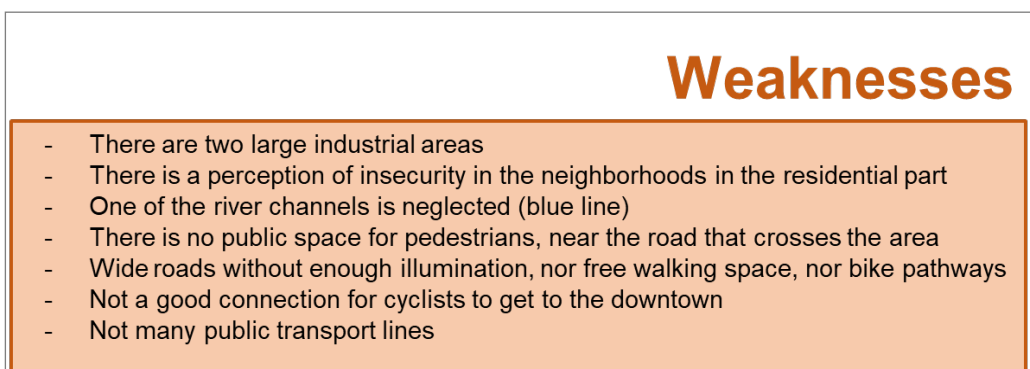 Weaknesses
- There are two large industrial areas
- There is a perception of insecurity in the neighborhoods in the residential part
- One of the river channels is neglected (blue line)
- There is no public space for pedestrians, near the road that crosses the area
- Wide roads without enough illumination, nor free walking space, nor bike pathways
- Not a good connection for cyclists to get to the downtown
- Not many public transport lines